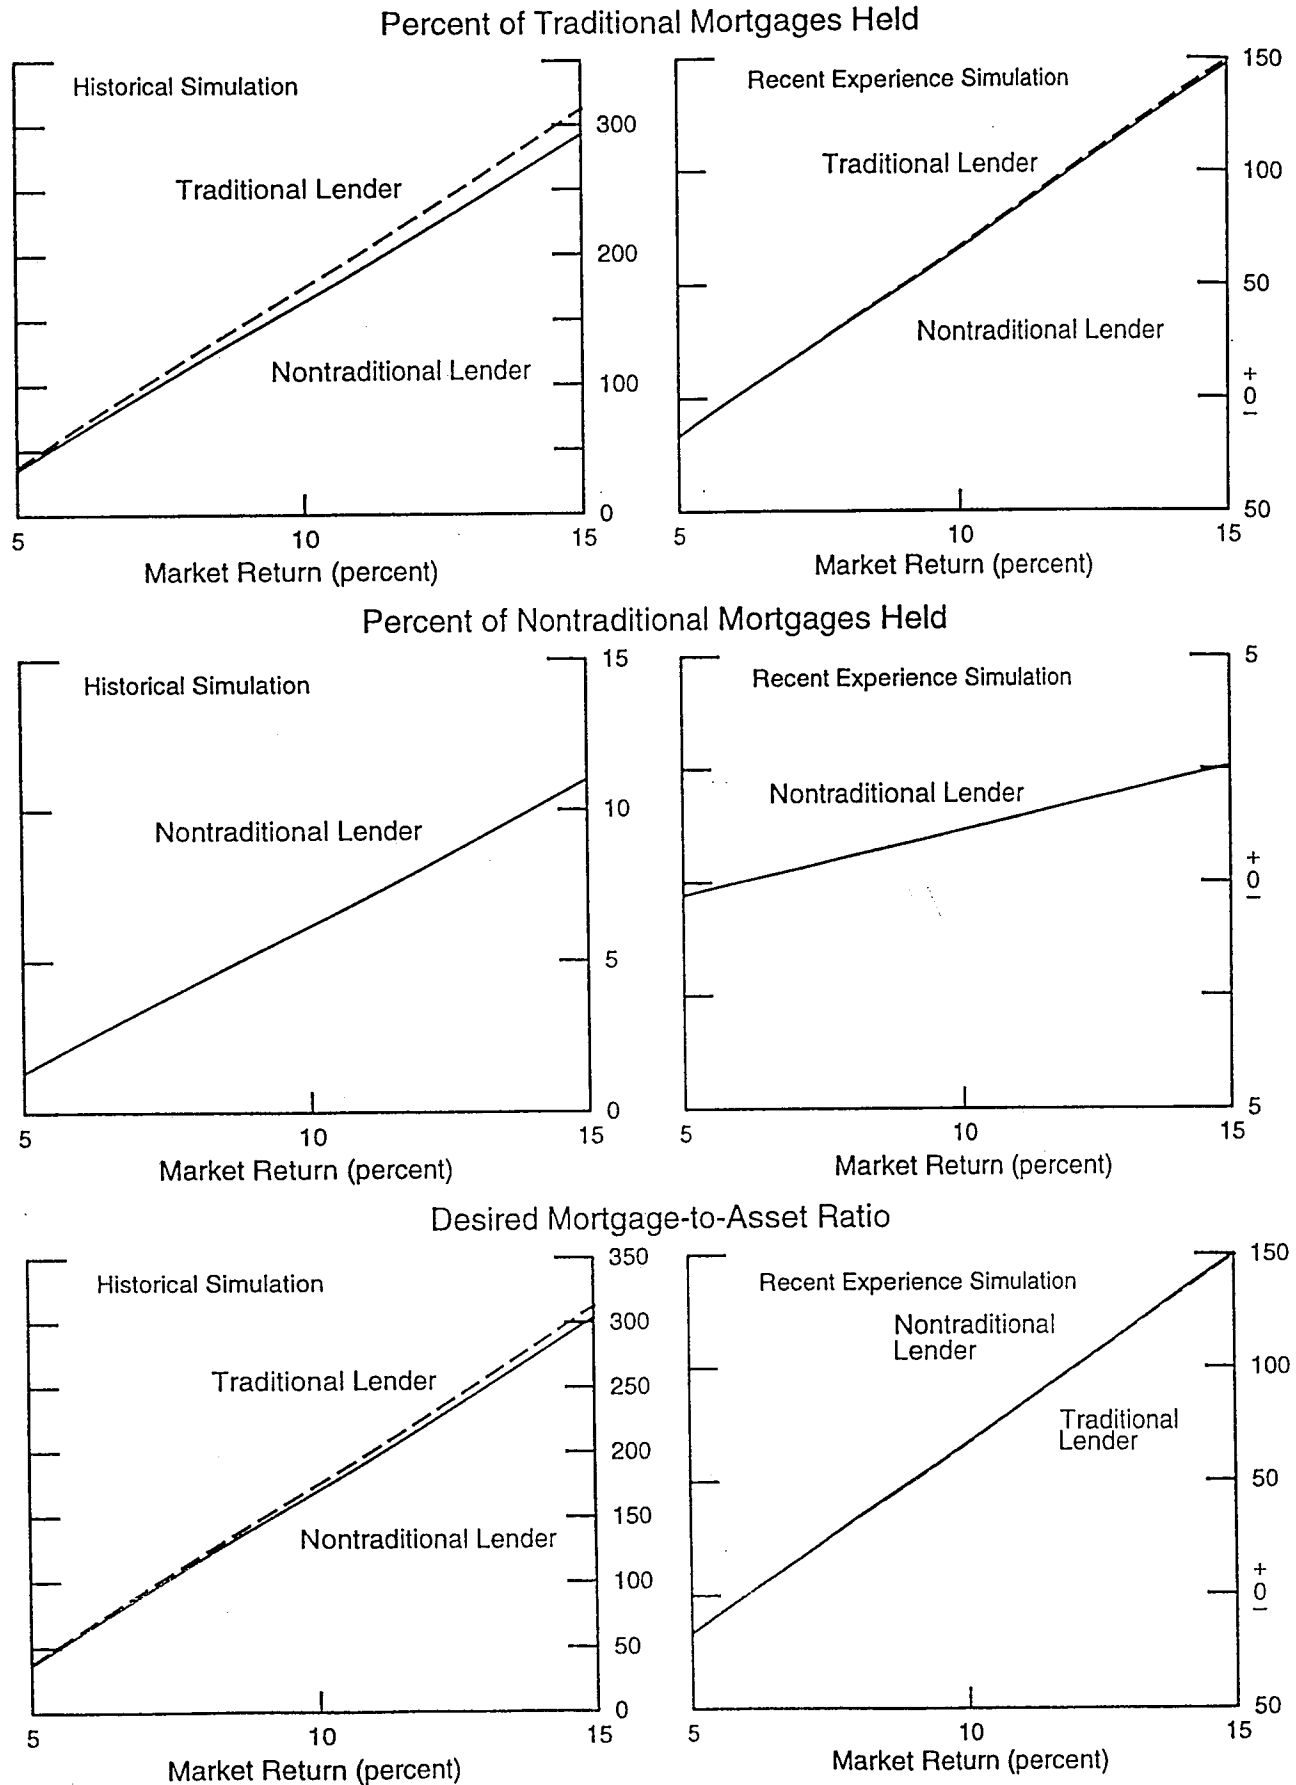 Percent of Traditional Mortgages Held
Historical Simulation
Traditional Lender
Nontraditional Lender
300
200
100
0
5
10
15
Market Return (percent)
Recent Experience Simulation
Traditional Lender
Nontraditional Lender
150
100
50
+
0
−
50
5
10
15
Market Return (percent)
Percent of Nontraditional Mortgages Held
Historical Simulation
Nontraditional Lender
15
10
5
0
5
10
15
Market Return (percent)
Recent Experience Simulation
Nontraditional Lender
5
+
0
−
5
5
10
15
Market Return (percent)
Desired Mortgage-to-Asset Ratio
Historical Simulation
Traditional Lender
Nontraditional Lender
350
300
250
200
150
100
50
0
5
10
15
Market Return (percent)
Recent Experience Simulation
Nontraditional
Lender
Traditional
Lender
150
100
50
+
0
−
50
5
10
15
Market Return (percent)